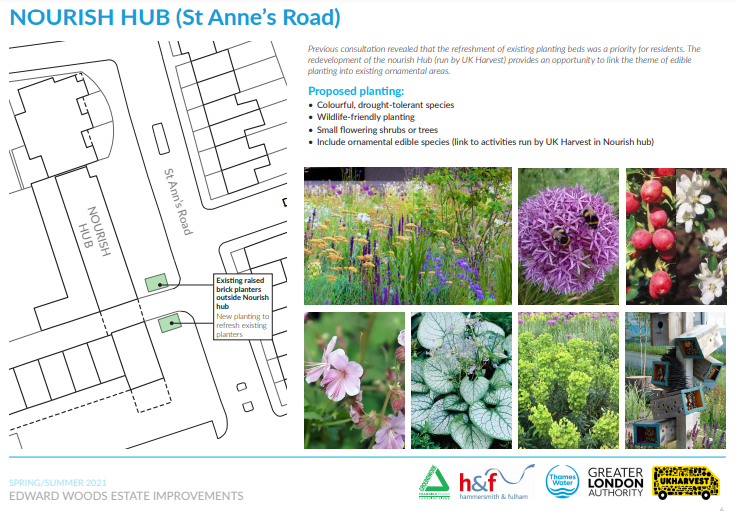 NOURISH HUB (St Anne's Road)
Previous consultation revealed that the refreshment of existing planting beds was a priority for residents. The
redevelopment of the nourish Hub (run by UK Harvest) provides an opportunity to link the theme of edible
planting into existing ornamental areas.
Proposed planting:
• Colourful, drought-tolerant species
• Wildlife-friendly planting
• Small flowering shrubs or trees
• Include ornamental edible species (link to activities run by UK Harvest in Nourish hub)
St Ann's Road
NOURISH
HUB
Existing raised
brick planters
outside Nourish
hub
New planting to
refresh existing
planters
SPRING/SUMMER 2021
EDWARD WOODS ESTATE IMPROVEMENTS
GROUNDWORK
h&f
hammersmith & fulham
Thames
Water
GREATER
LONDON
AUTHORITY
UKHARVEST